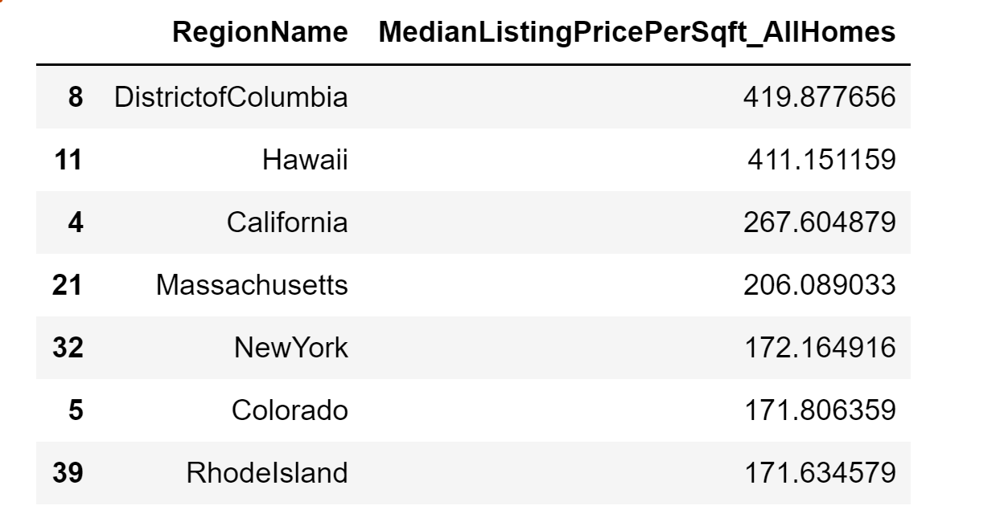 RegionName MedianListingPricePerSqft_AllHomes
8 DistrictofColumbia 419.877656
11 Hawaii 411.151159
4 California 267.604879
21 Massachusetts 206.089033
32 NewYork 172.164916
5 Colorado 171.806359
39 RhodeIsland 171.634579